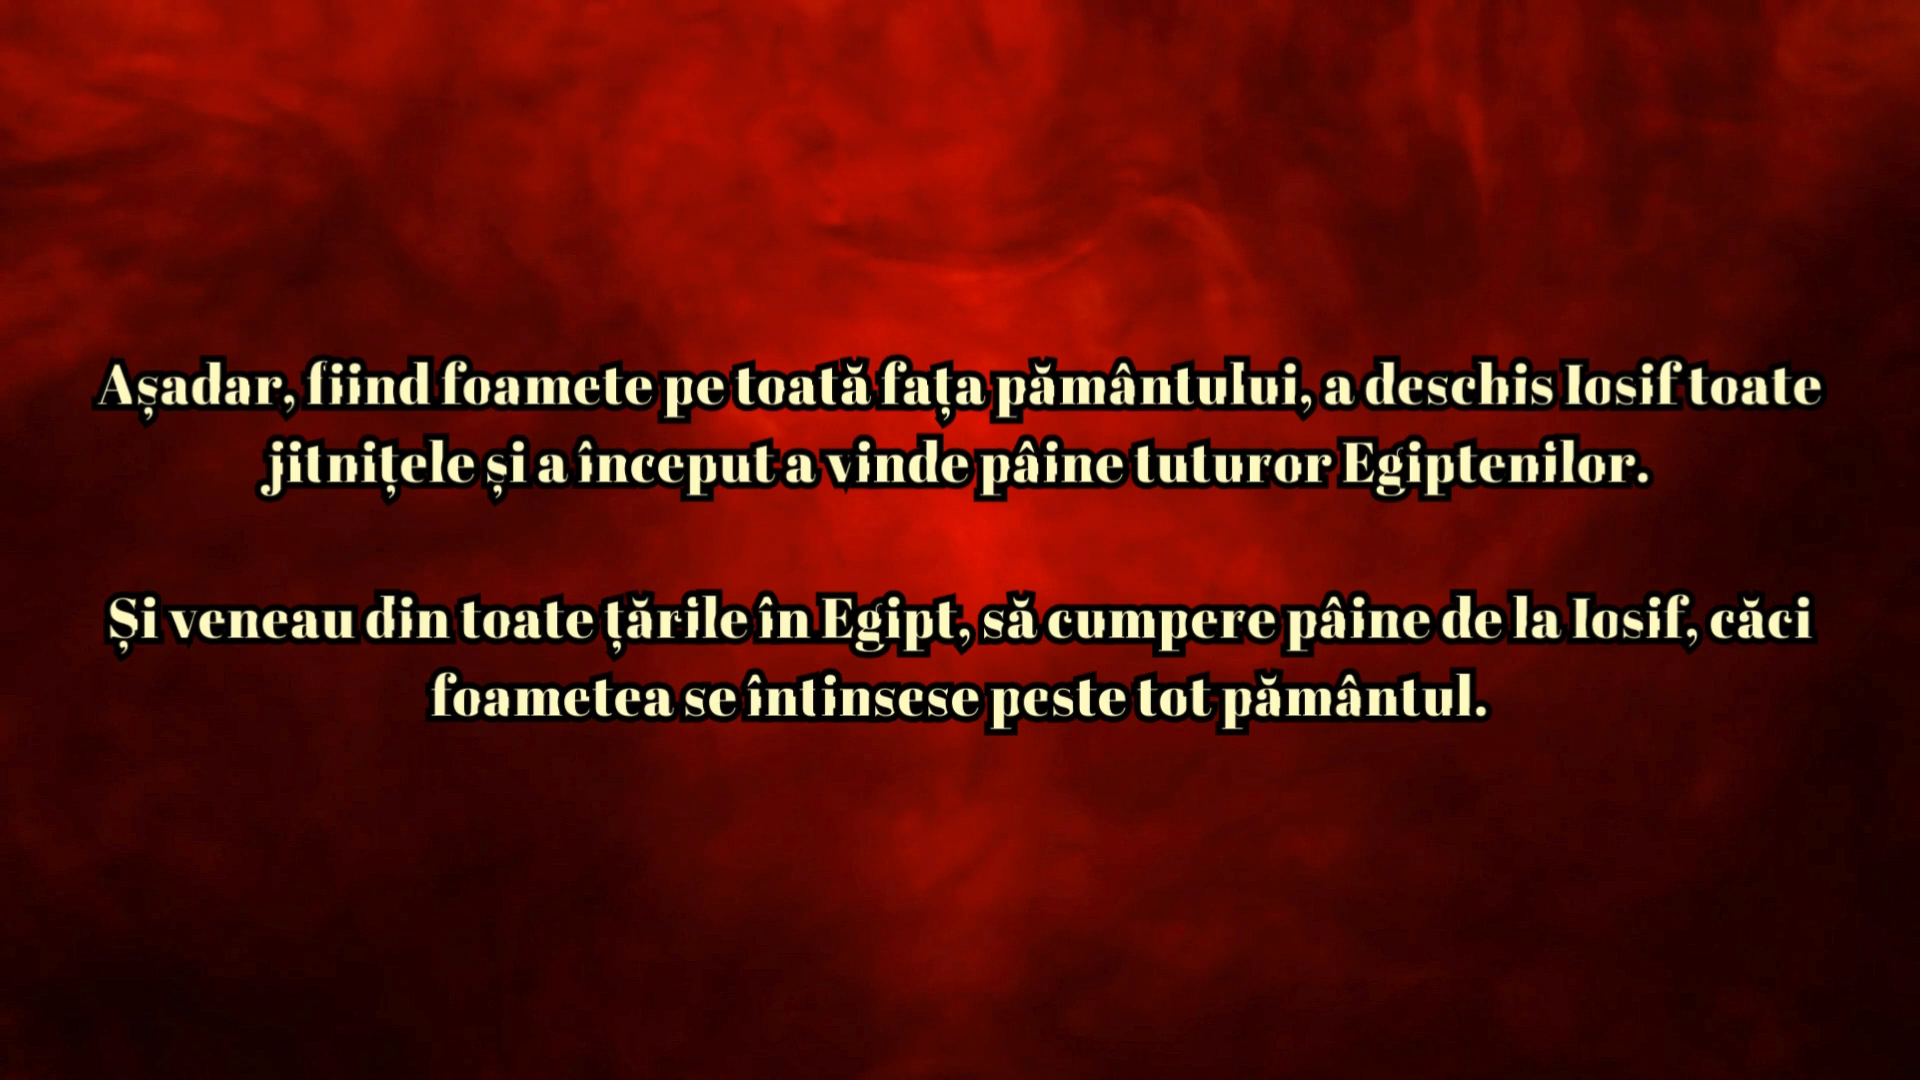 Așadar, fiind foamete pe toată fața pământului, a deschis Iosif toate
jitnițele și a început a vinde pâine tuturor Egiptenilor.
Și veneau din toate țările în Egipt, să cumpere pâine de la Iosif, căci
foametea se întinsese peste tot pământul.